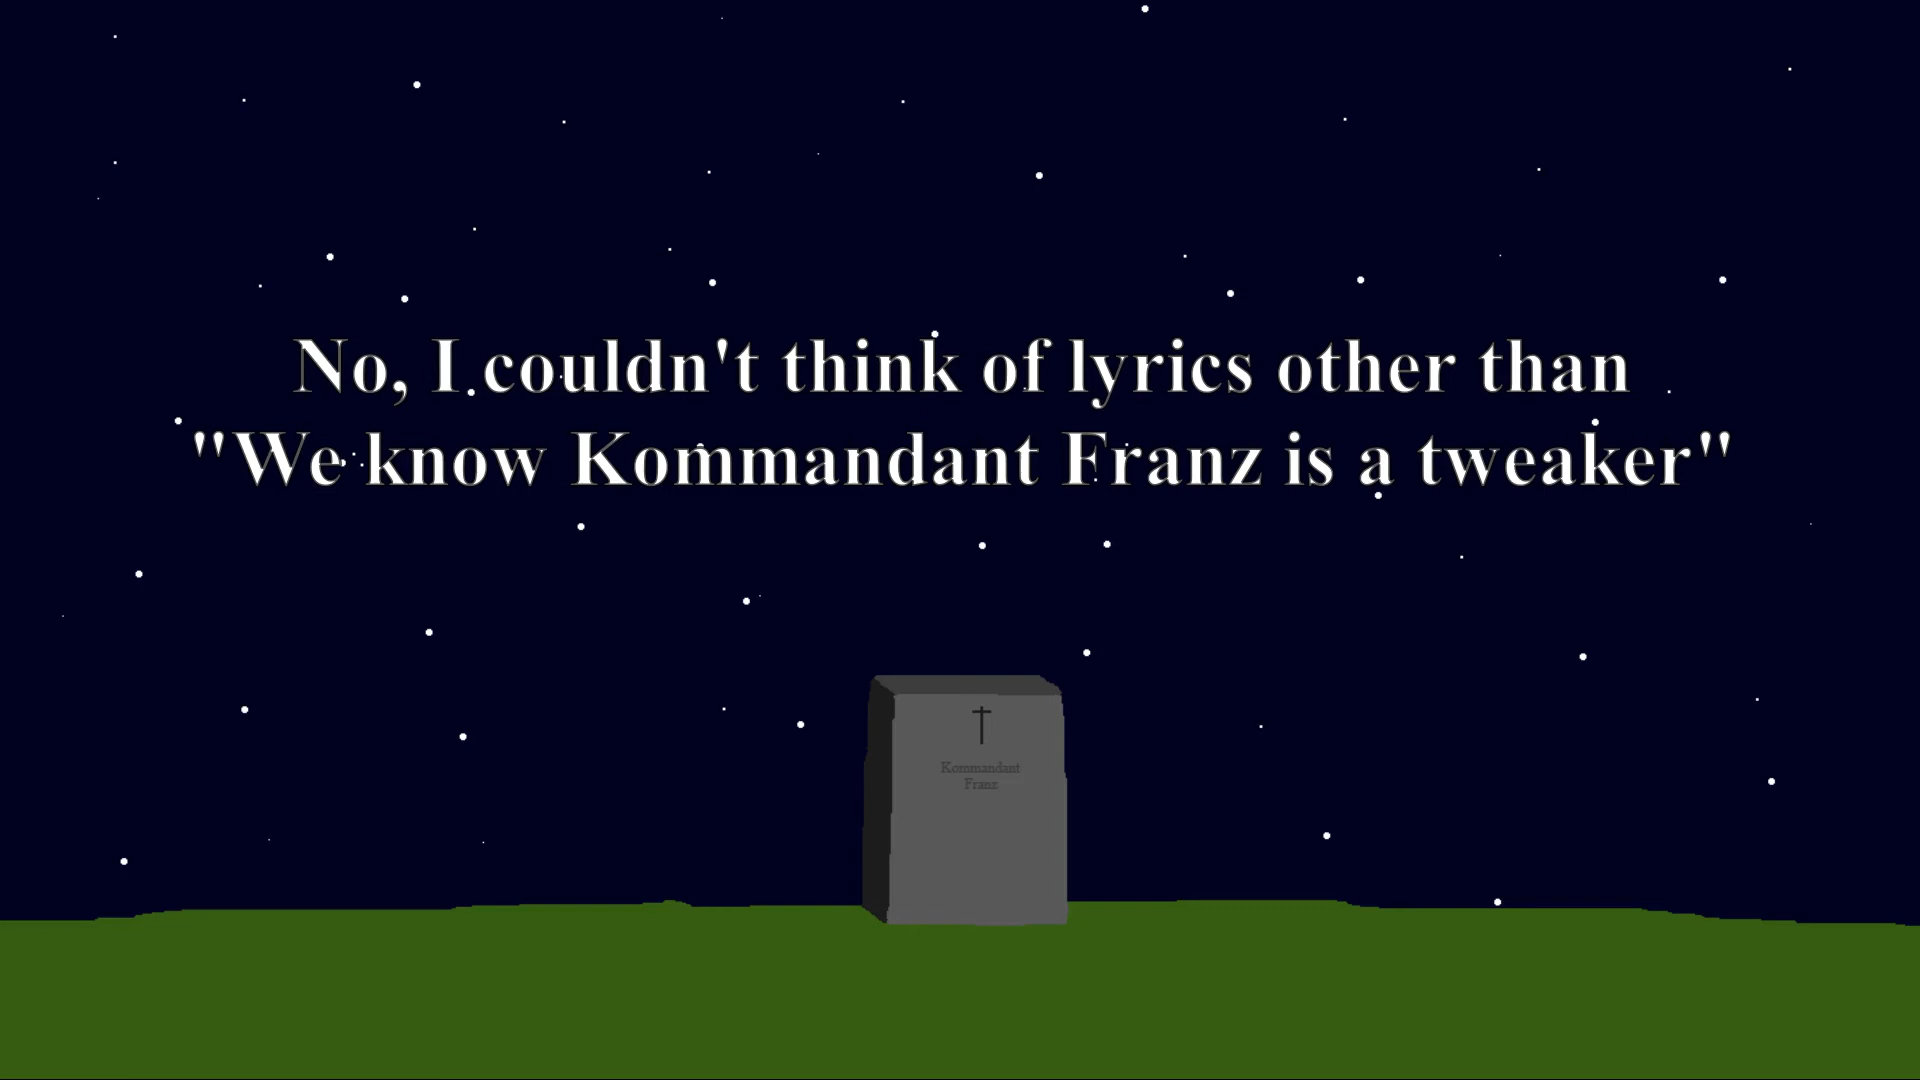 No, I couldn't think of lyrics other than
"We know Kommandant Franz is a tweaker"
Kommandant
Franz